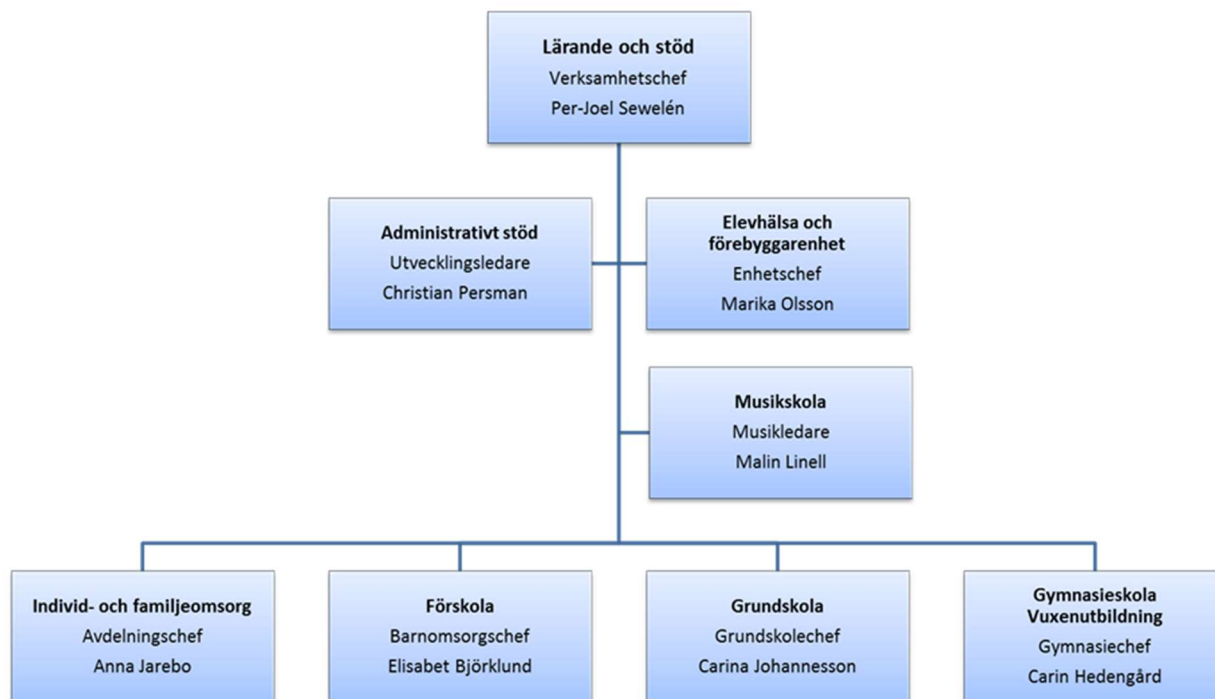 Lärande och stöd
Verksamhetschef
Per-Joel Sewelén
Administrativt stöd
Utvecklingsledare
Christian Persman
Elevhälsa och
förebyggarenhet
Enhetschef
Marika Olsson
Musikskola
Musikledare
Malin Linell
Individ- och familjeomsorg
Avdelningschef
Anna Jarebo
Förskola
Barnomsorgschef
Elisabet Björklund
Grundskola
Grundskolechef
Carina Johannesson
Gymnasieskola
Vuxenutbildning
Gymnasiechef
Carin Hedengård